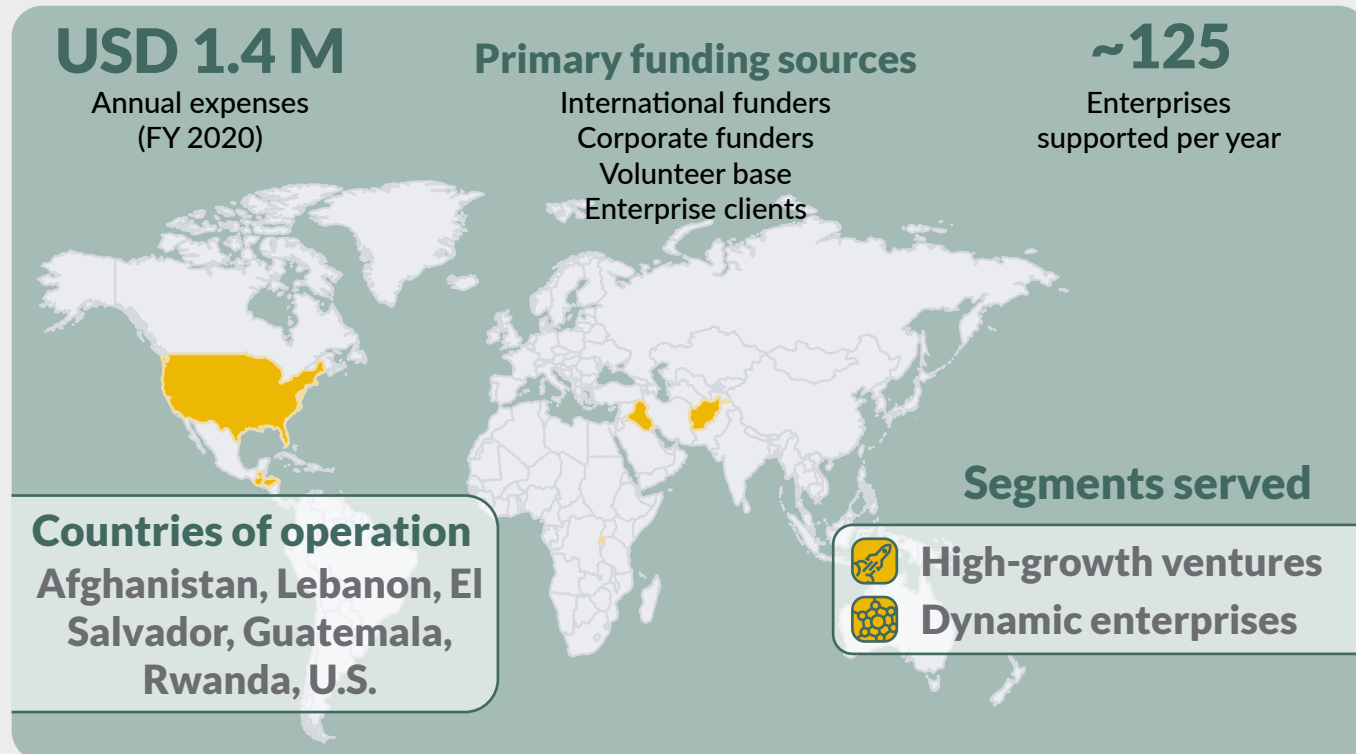 USD 1.4 M
Annual expenses
(FY 2020)
Primary funding sources
International funders
Corporate funders
Volunteer base
Enterprise clients
~125
Enterprises
supported per year
Countries of operation
Afghanistan, Lebanon, El
Salvador, Guatemala,
Rwanda, U.S.
Segments served
High-growth ventures
Dynamic enterprises